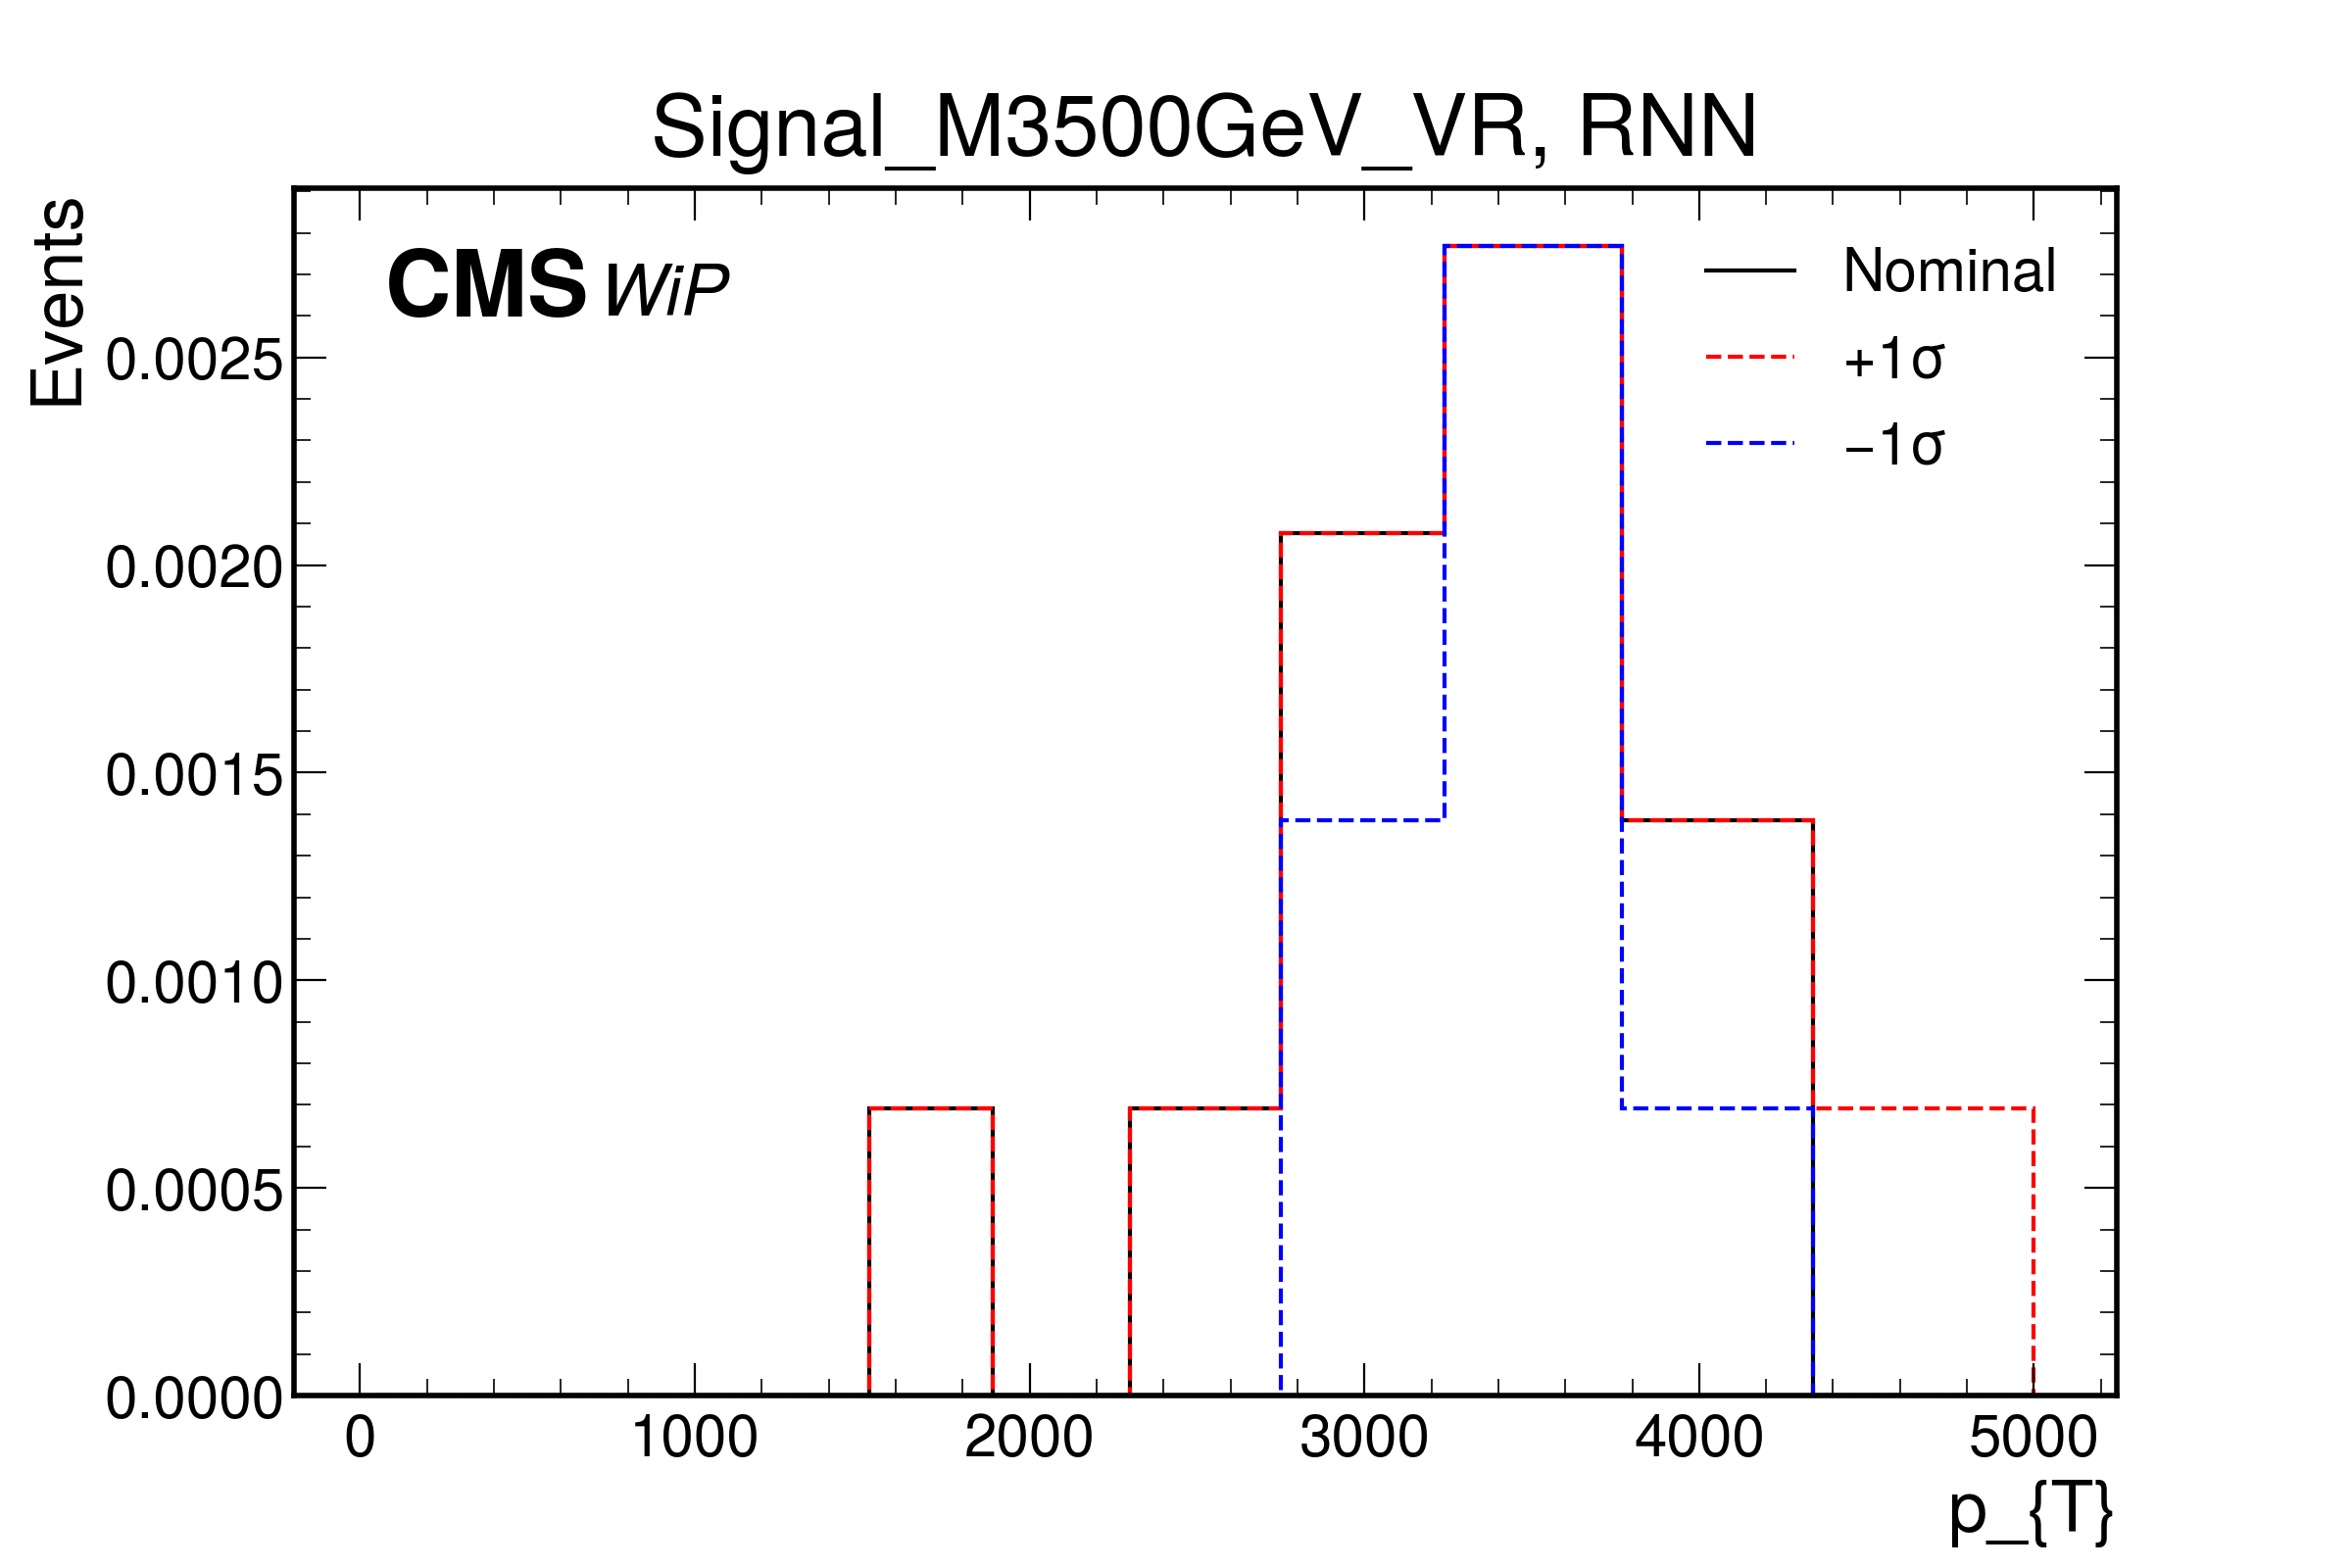 Signal_M3500GeV_VR, RNN
Events
CMS WiP
Nominal
+1σ
−1σ
0.0025
0.0020
0.0015
0.0010
0.0005
0.0000
0 1000 2000 3000 4000 5000
p_{T}